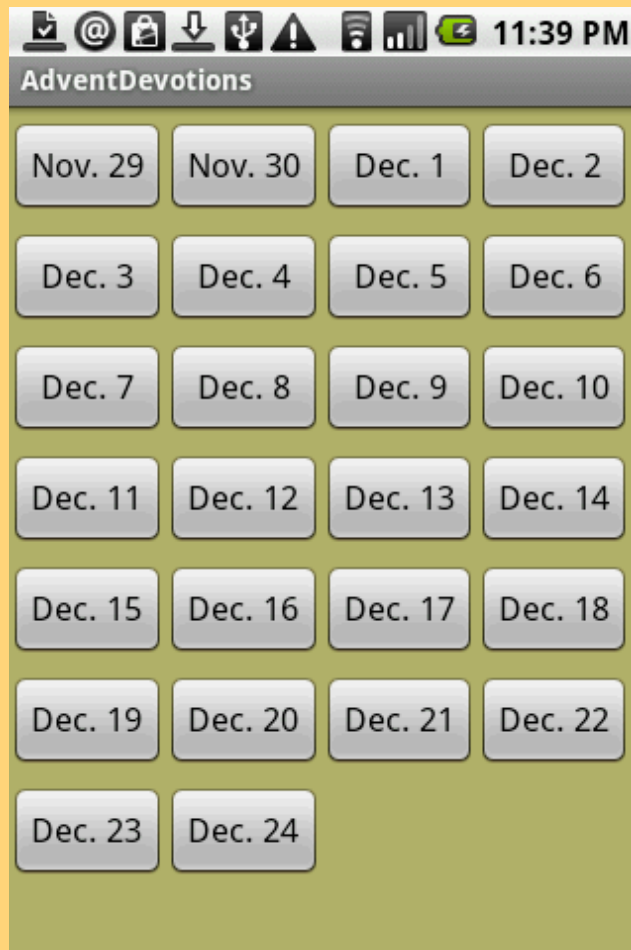 11:39 PM
AdventDevotions
Nov. 29 Nov. 30 Dec. 1 Dec. 2
Dec. 3 Dec. 4 Dec. 5 Dec. 6
Dec. 7 Dec. 8 Dec. 9 Dec. 10
Dec. 11 Dec. 12 Dec. 13 Dec. 14
Dec. 15 Dec. 16 Dec. 17 Dec. 18
Dec. 19 Dec. 20 Dec. 21 Dec. 22
Dec. 23 Dec. 24